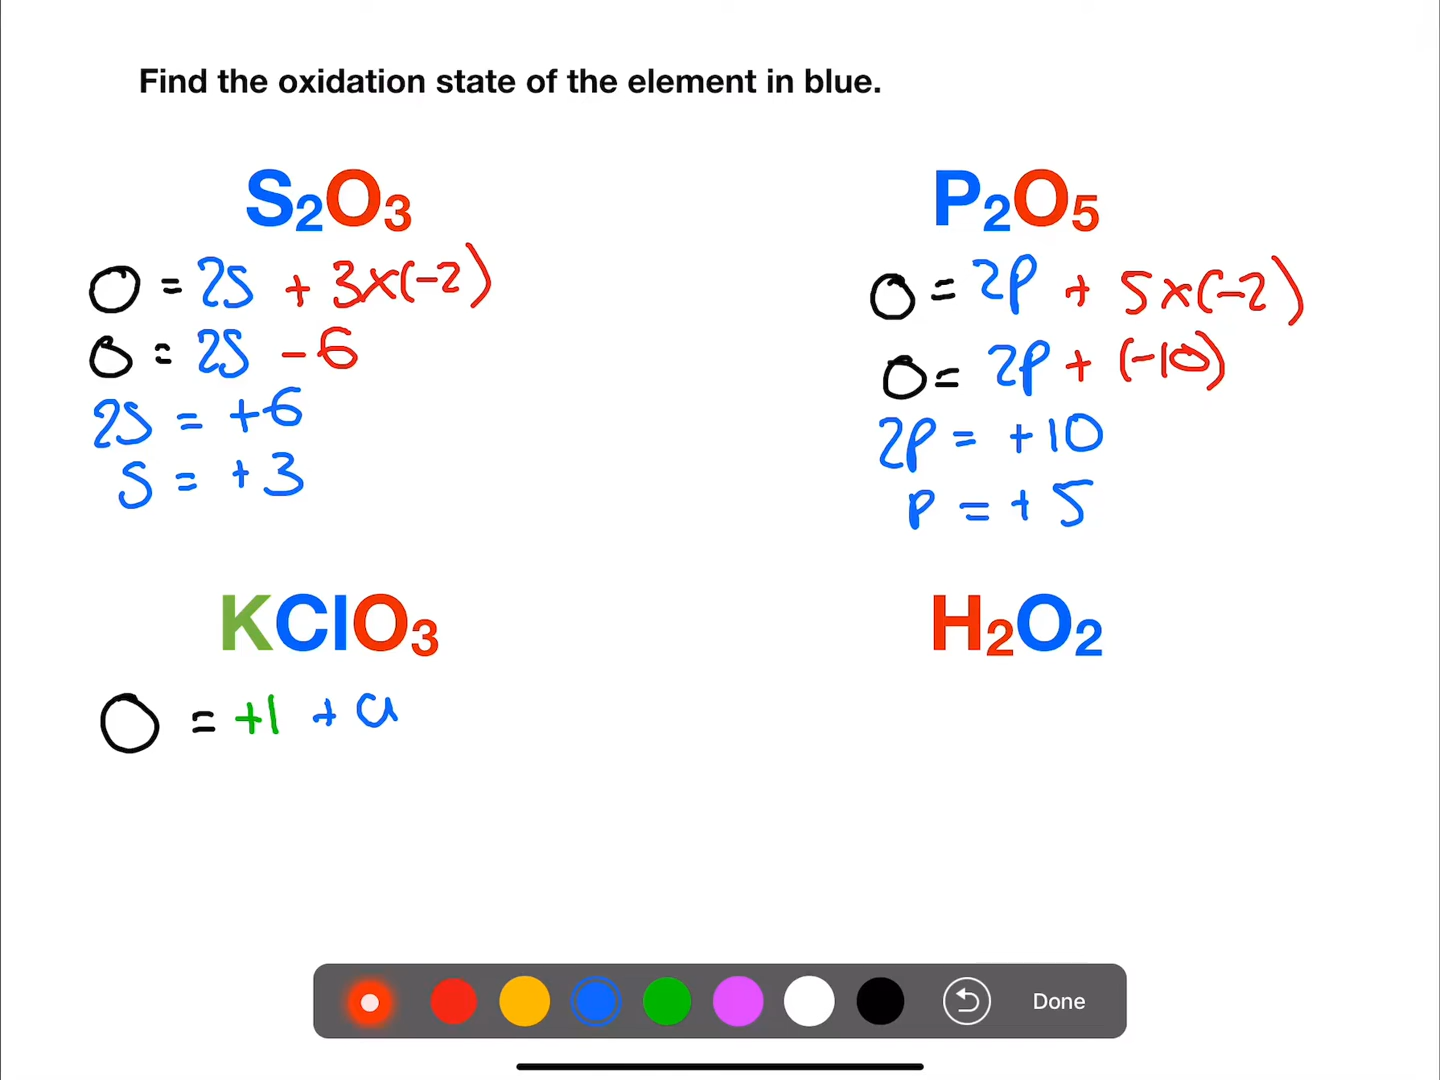 Find the oxidation state of the element in blue.
S₂O₃
0 = 2S + 3x(-2)
0 = 2S - 6
2S = +6
S = +3
P₂O₅
0 = 2P + 5x(-2)
0 = 2P + (-10)
2P = +10
P = +5
KClO₃
0 = +1 + Cl
H₂O₂
Done